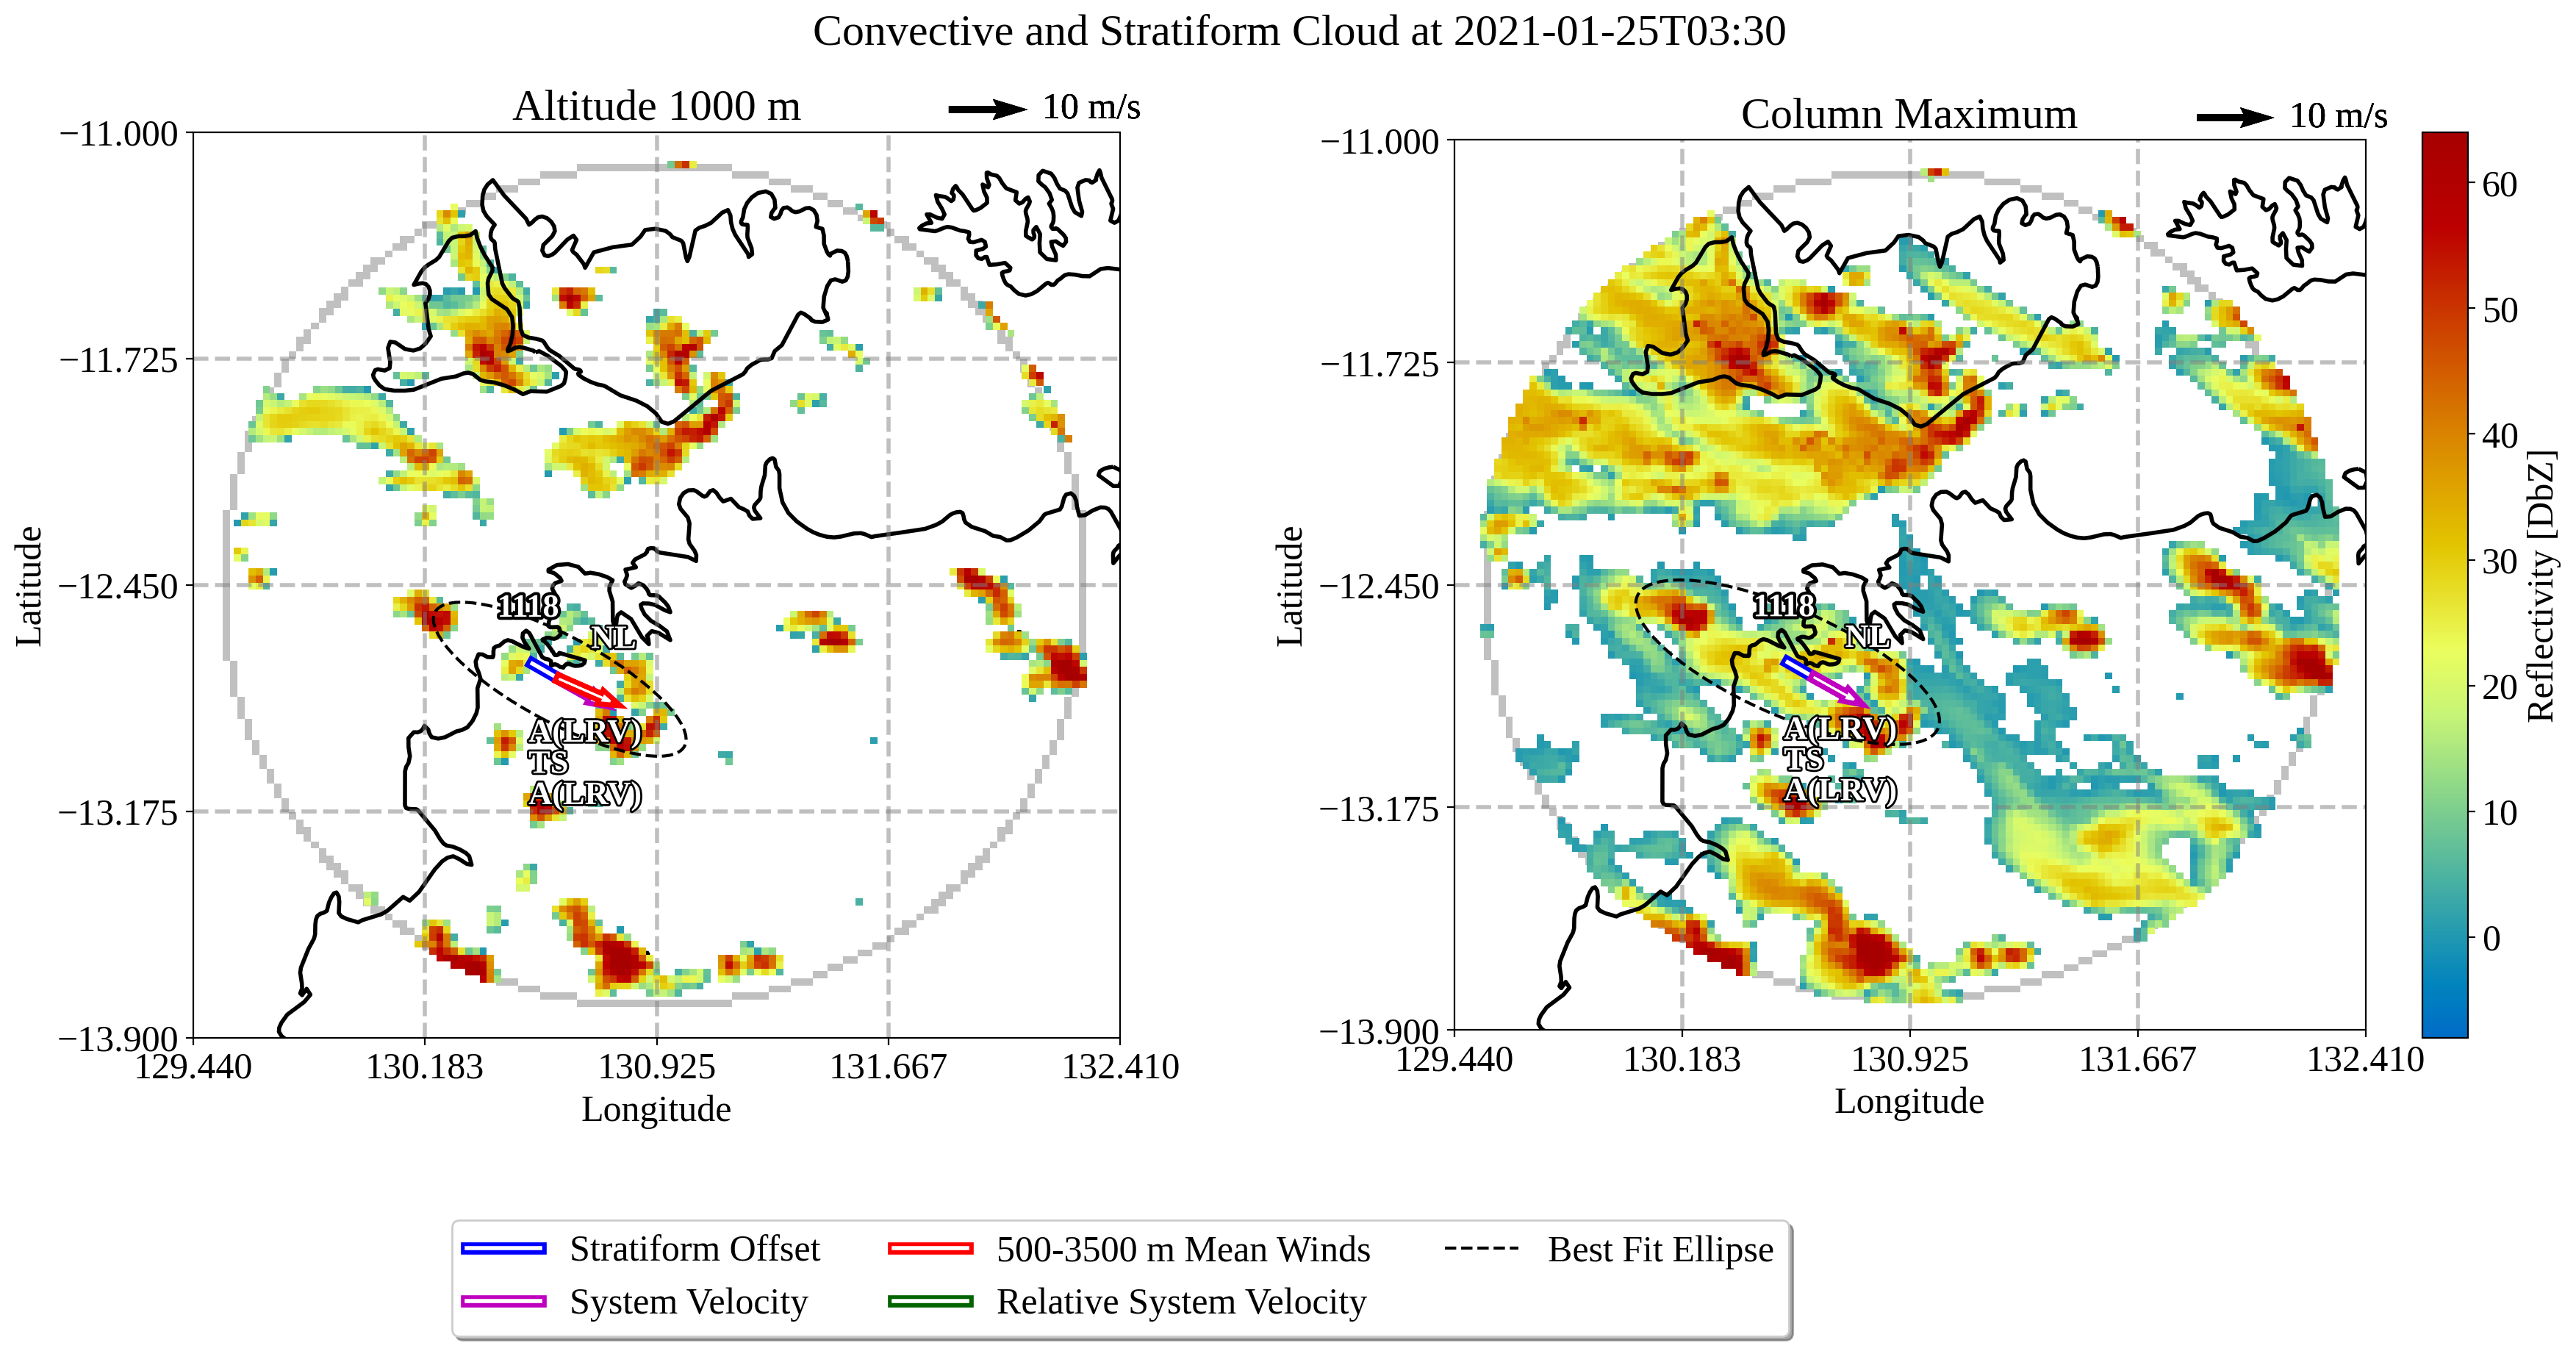 Convective and Stratiform Cloud at 2021-01-25T03:30
Altitude 1000 m
10 m/s
−11.000
−11.725
−12.450
−13.175
−13.900
Latitude
1118
NL
A(LRV)
TS
A(LRV)
129.440
130.183
130.925
131.667
132.410
Longitude
Column Maximum
10 m/s
−11.000
−11.725
−12.450
−13.175
−13.900
Latitude
1118
NL
A(LRV)
TS
A(LRV)
129.440
130.183
130.925
131.667
132.410
Longitude
60
50
40
30
20
10
0
Reflectivity [DbZ]
Stratiform Offset
System Velocity
500-3500 m Mean Winds
Relative System Velocity
Best Fit Ellipse